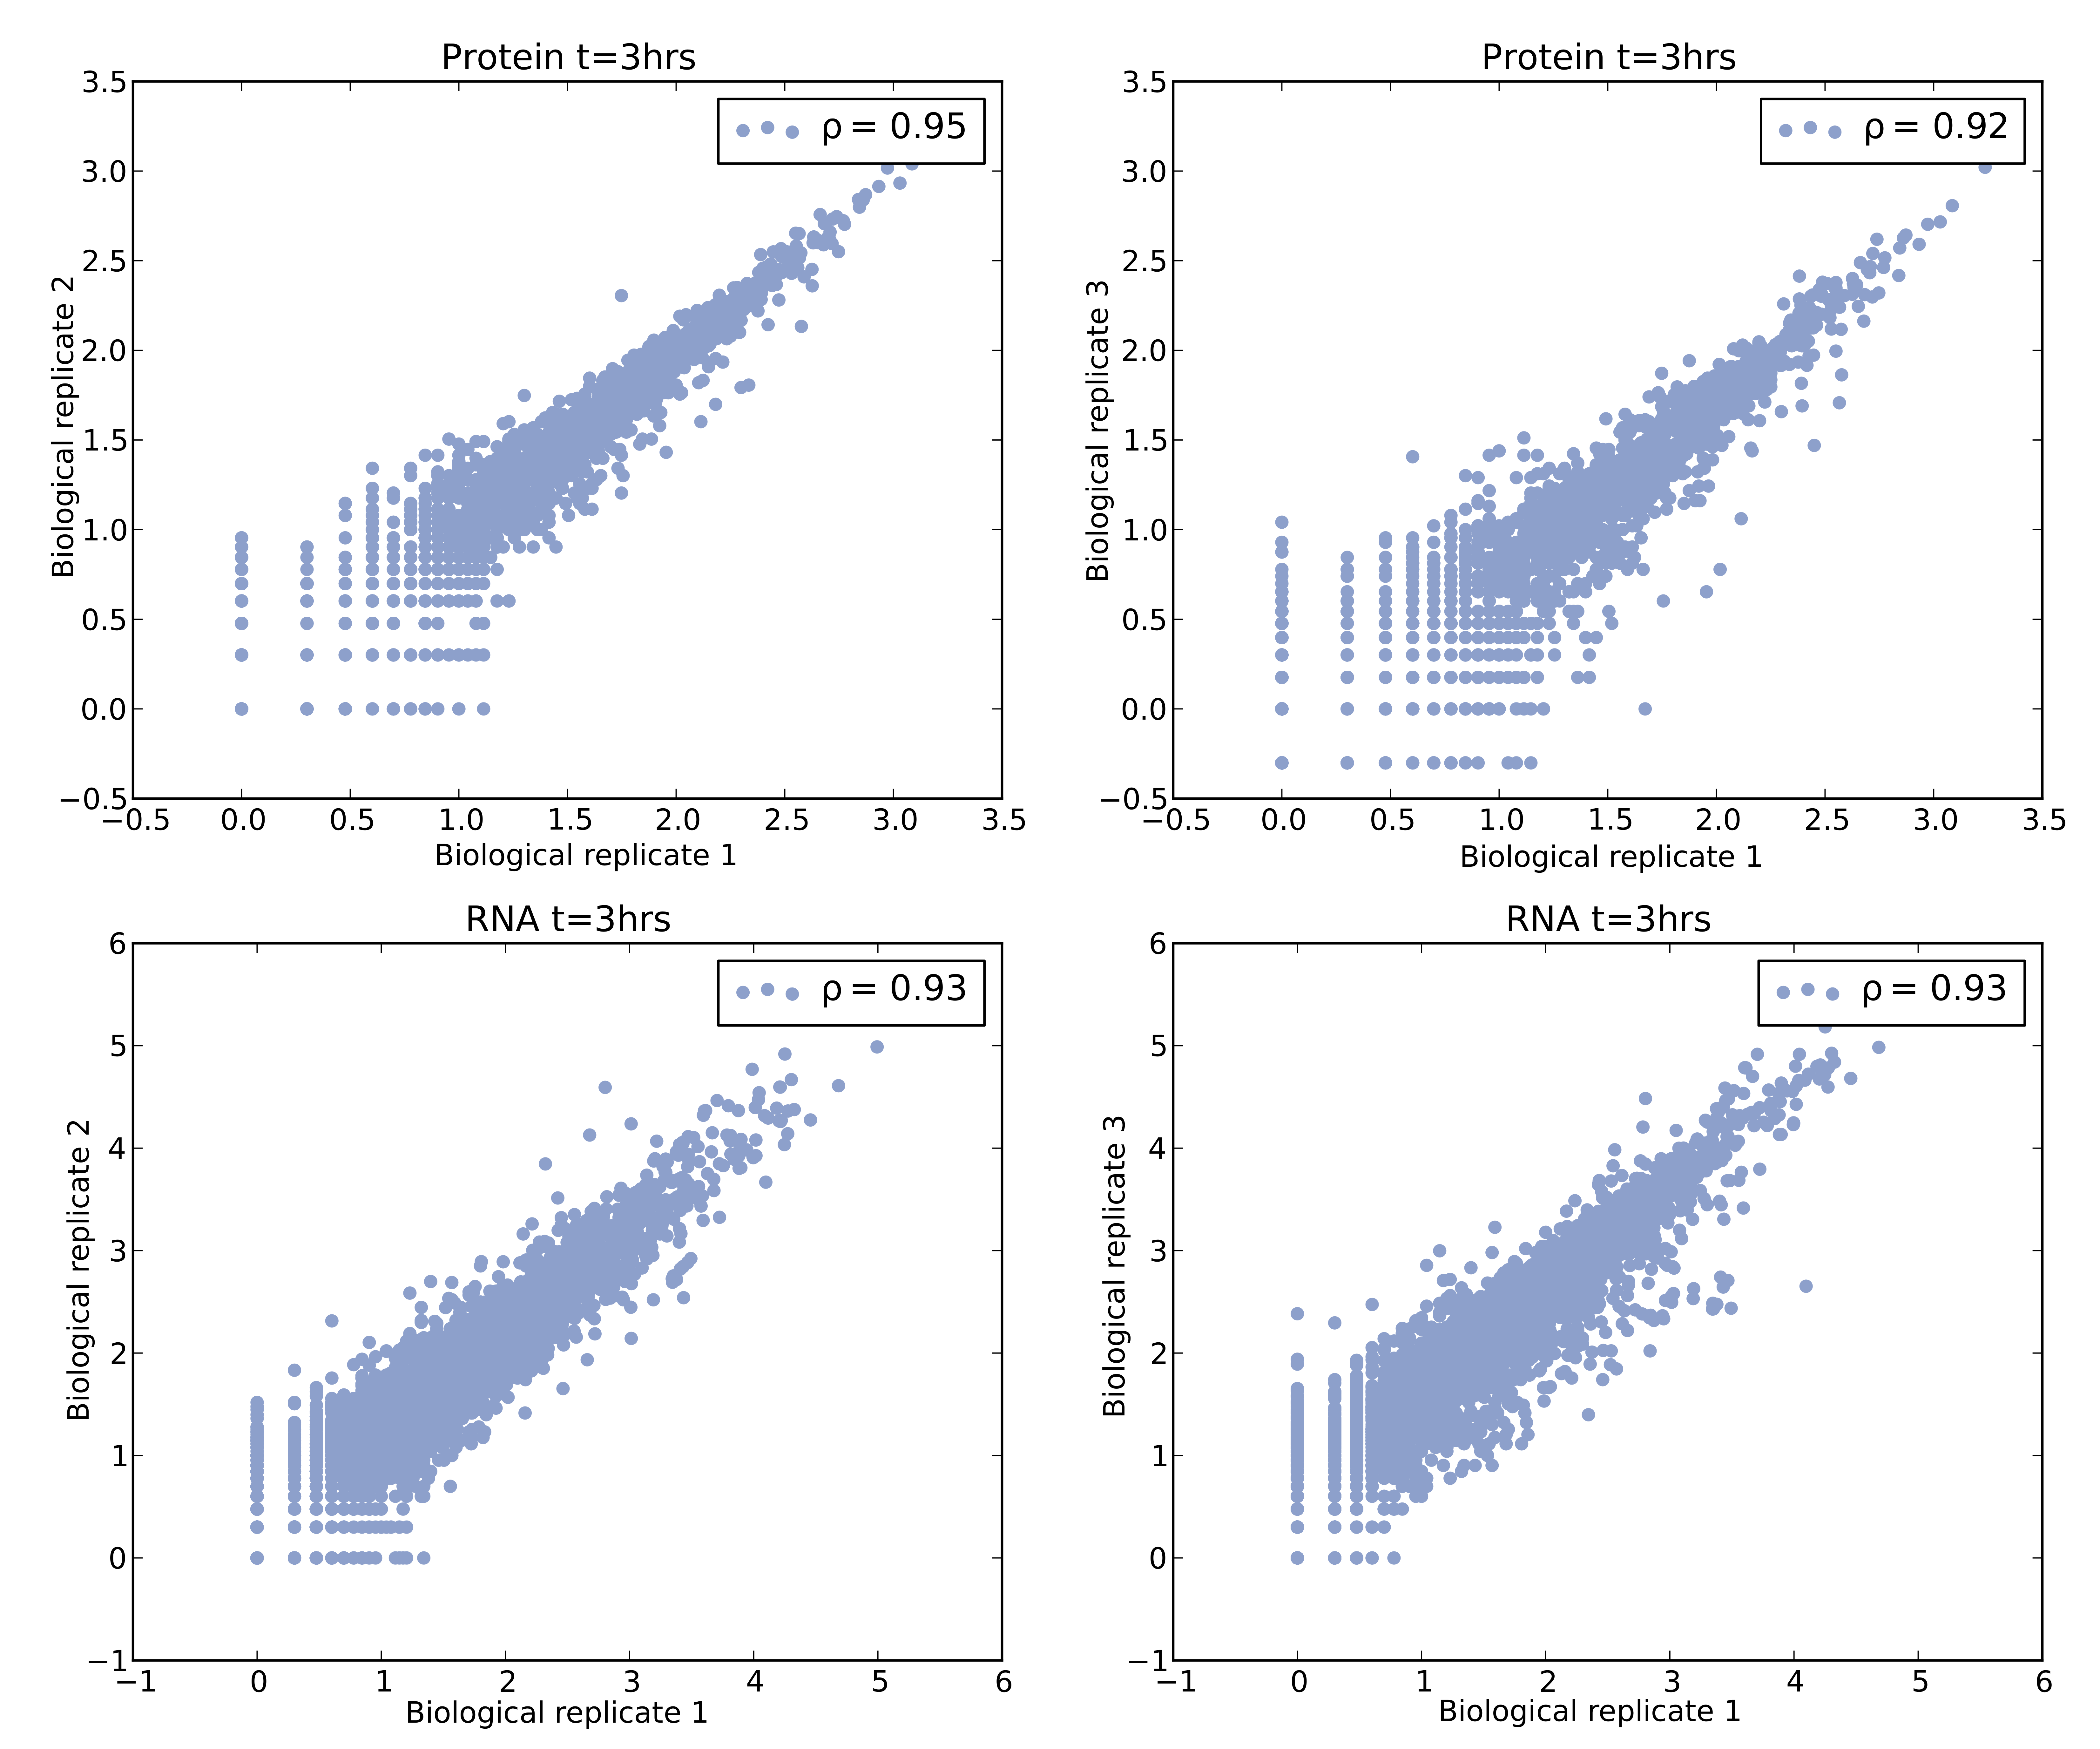 Protein t=3hrs
ρ = 0.95
3.5
3.0
2.5
2.0
1.5
1.0
0.5
0.0
−0.5
Biological replicate 2
−0.5 0.0 0.5 1.0 1.5 2.0 2.5 3.0 3.5
Biological replicate 1
Protein t=3hrs
ρ = 0.92
3.5
3.0
2.5
2.0
1.5
1.0
0.5
0.0
−0.5
Biological replicate 3
−0.5 0.0 0.5 1.0 1.5 2.0 2.5 3.0 3.5
Biological replicate 1
RNA t=3hrs
ρ = 0.93
6
5
4
3
2
1
0
−1
Biological replicate 2
−1 0 1 2 3 4 5 6
Biological replicate 1
RNA t=3hrs
ρ = 0.93
6
5
4
3
2
1
0
−1
Biological replicate 3
−1 0 1 2 3 4 5 6
Biological replicate 1